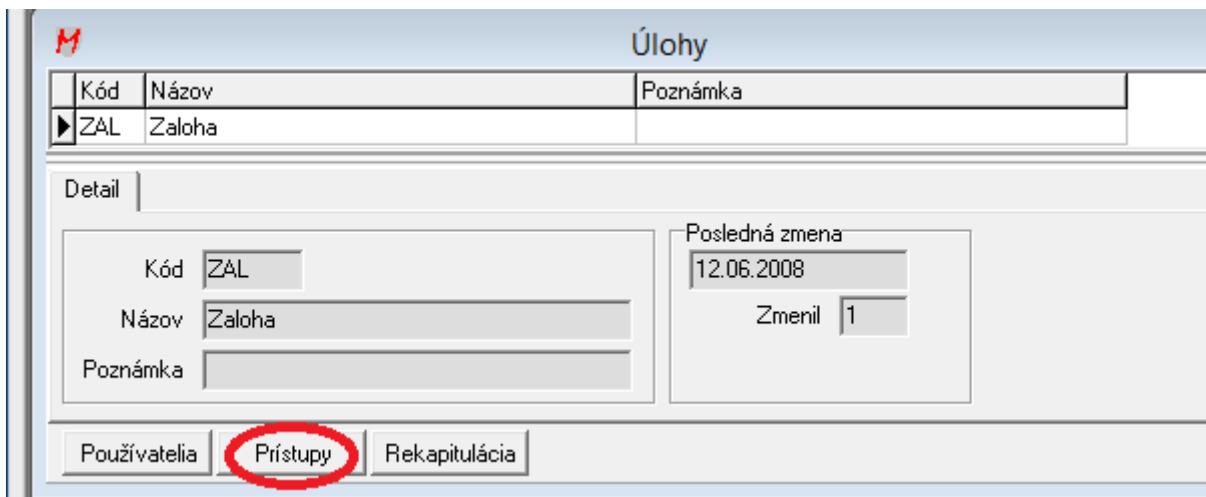 Úlohy
Kód Názov Poznámka
ZAL Zaloha
Detail
Posledná zmena
Kód ZAL 12.06.2008
Názov Zaloha Zmenil 1
Poznámka
Používatelia Prístupy Rekapitulácia